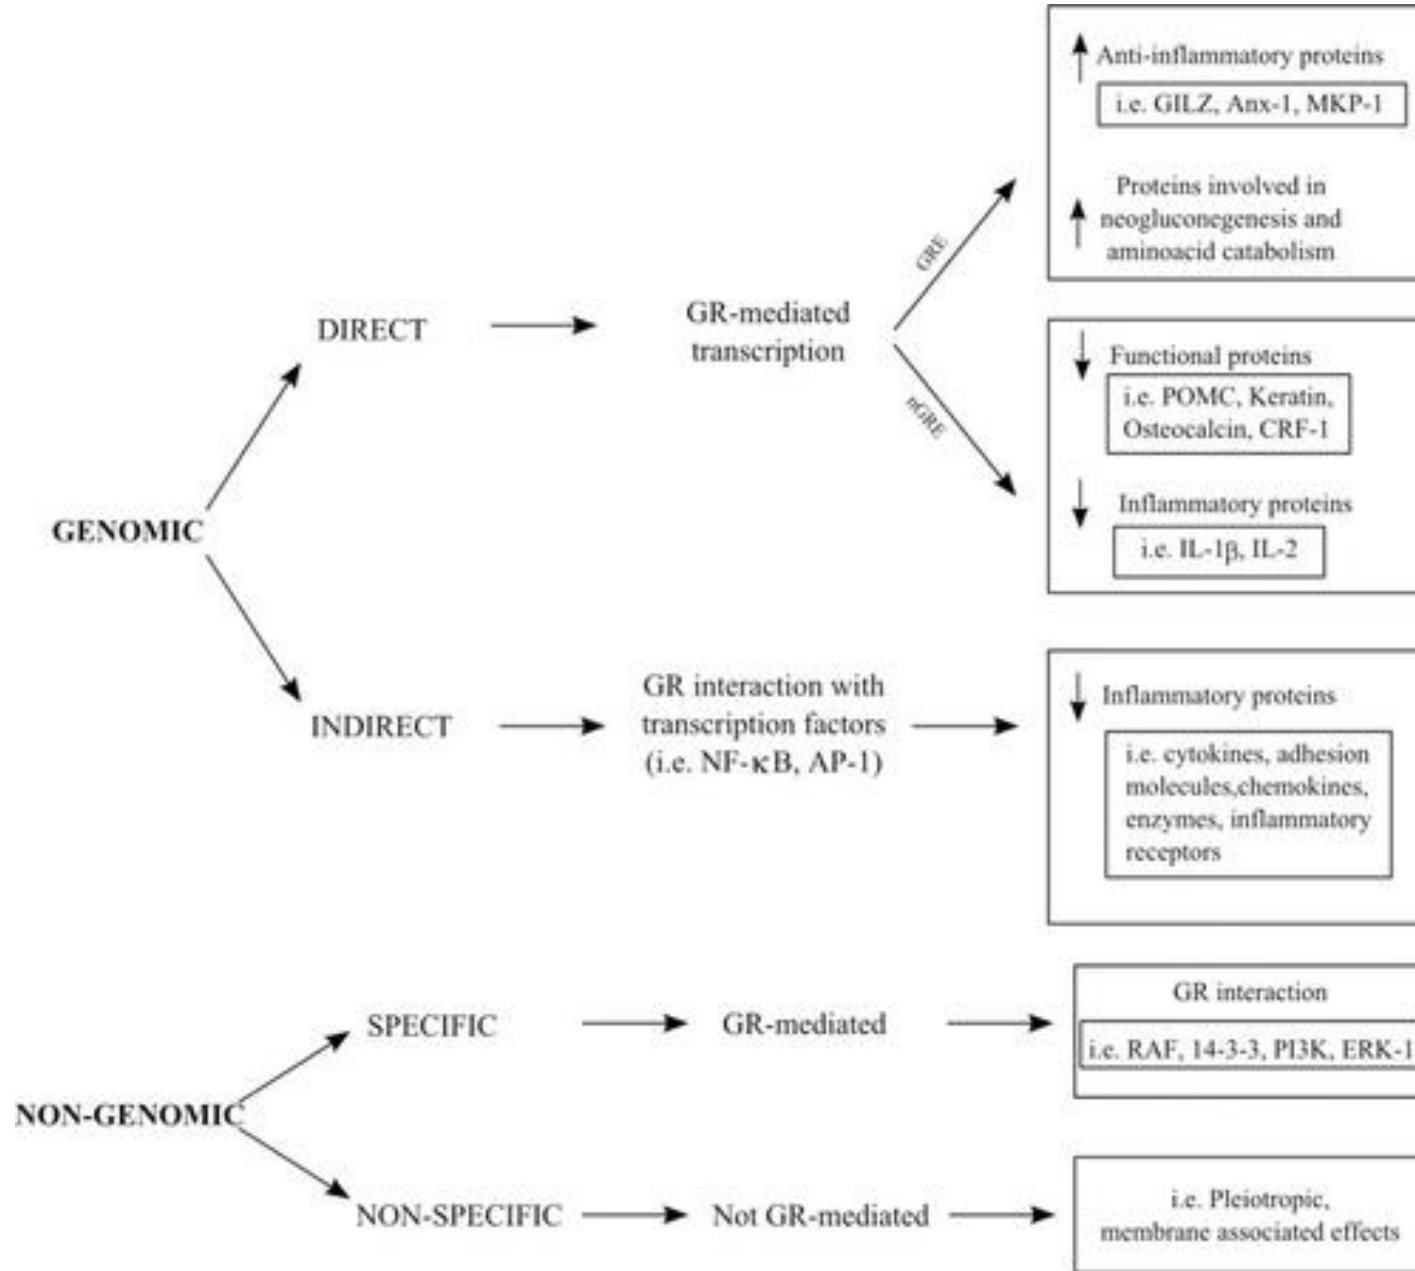 Anti-inflammatory proteins
i.e. GILZ, Anx-1, MKP-1
Proteins involved in
neogluconegenesis and
aminoacid catabolism
GRE
DIRECT
GR-mediated
transcription
nGRE
Functional proteins
i.e. POMC, Keratin,
Osteocalcin, CRF-1
Inflammatory proteins
i.e. IL-1β, IL-2
GENOMIC
INDIRECT
GR interaction with
transcription factors
(i.e. NF-κB, AP-1)
Inflammatory proteins
i.e. cytokines, adhesion
molecules,chemokines,
enzymes, inflammatory
receptors
NON-GENOMIC
SPECIFIC
GR-mediated
GR interaction
i.e. RAF, 14-3-3, PI3K, ERK-1
NON-SPECIFIC
Not GR-mediated
i.e. Pleiotropic,
membrane associated effects